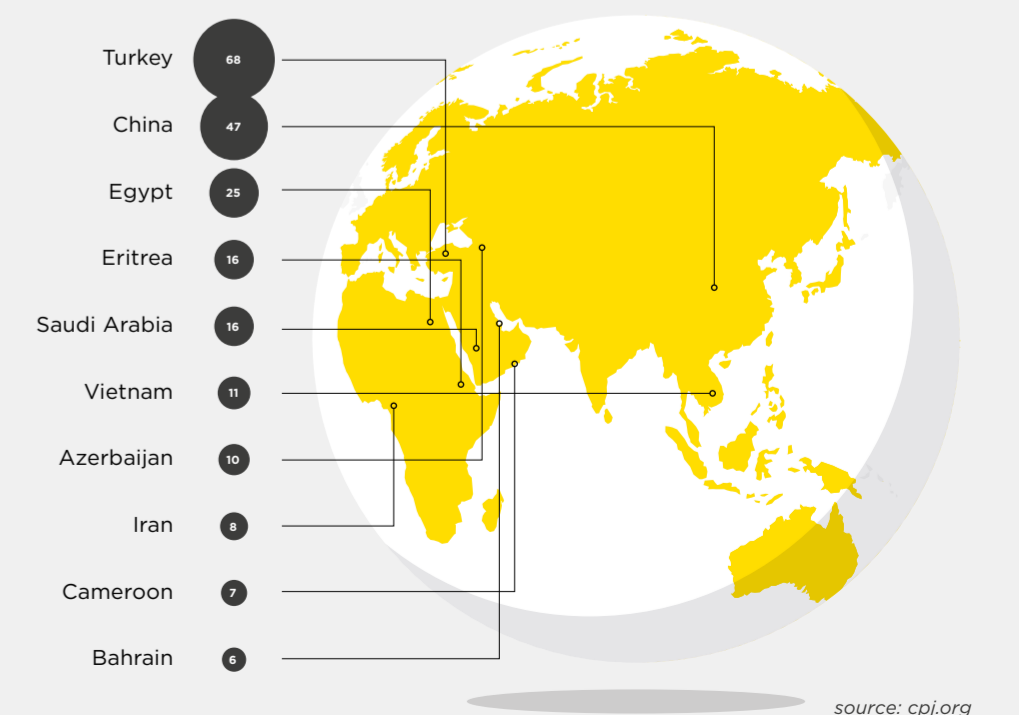 Turkey 68
China 47
Egypt 25
Eritrea 16
Saudi Arabia 16
Vietnam 11
Azerbaijan 10
Iran 8
Cameroon 7
Bahrain 6
source: cpj.org